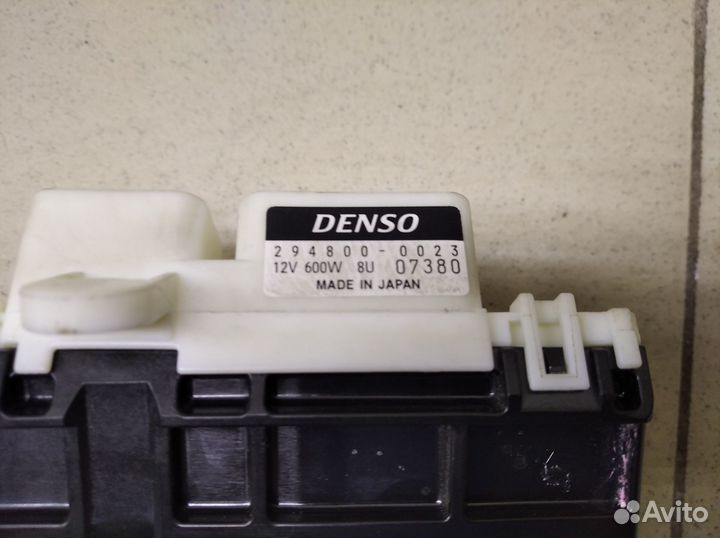 DENSO
294800-0023
12V 600W 8U 07380
MADE IN JAPAN
Avito